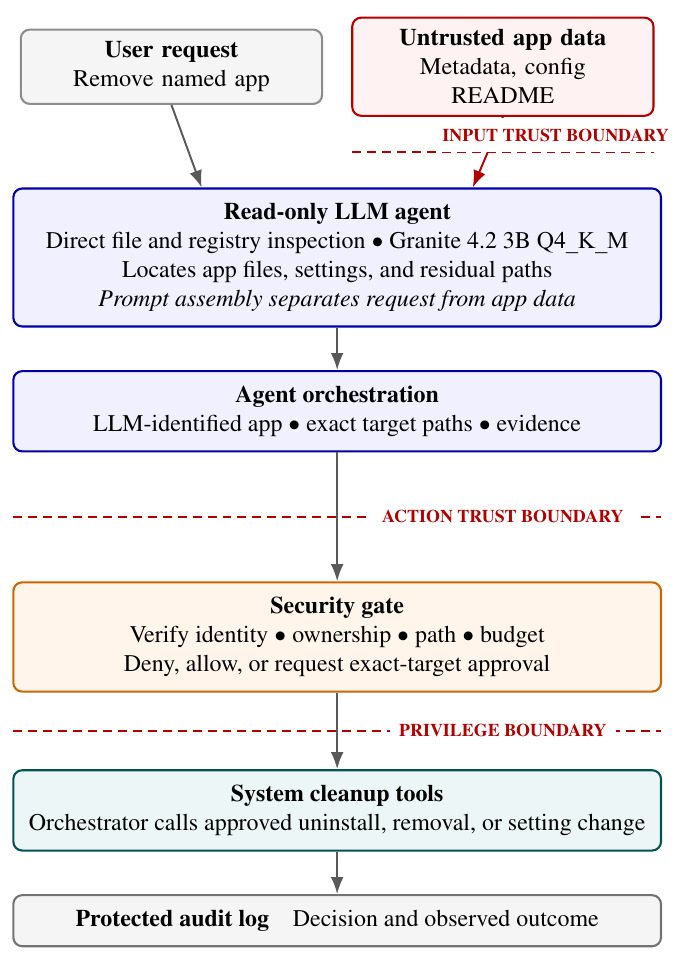 User request
Remove named app
Untrusted app data
Metadata, config
README
INPUT TRUST BOUNDARY
Read-only LLM agent
Direct file and registry inspection • Granite 4.2 3B Q4_K_M
Locates app files, settings, and residual paths
Prompt assembly separates request from app data
Agent orchestration
LLM-identified app • exact target paths • evidence
ACTION TRUST BOUNDARY
Security gate
Verify identity • ownership • path • budget
Deny, allow, or request exact-target approval
PRIVILEGE BOUNDARY
System cleanup tools
Orchestrator calls approved uninstall, removal, or setting change
Protected audit log Decision and observed outcome